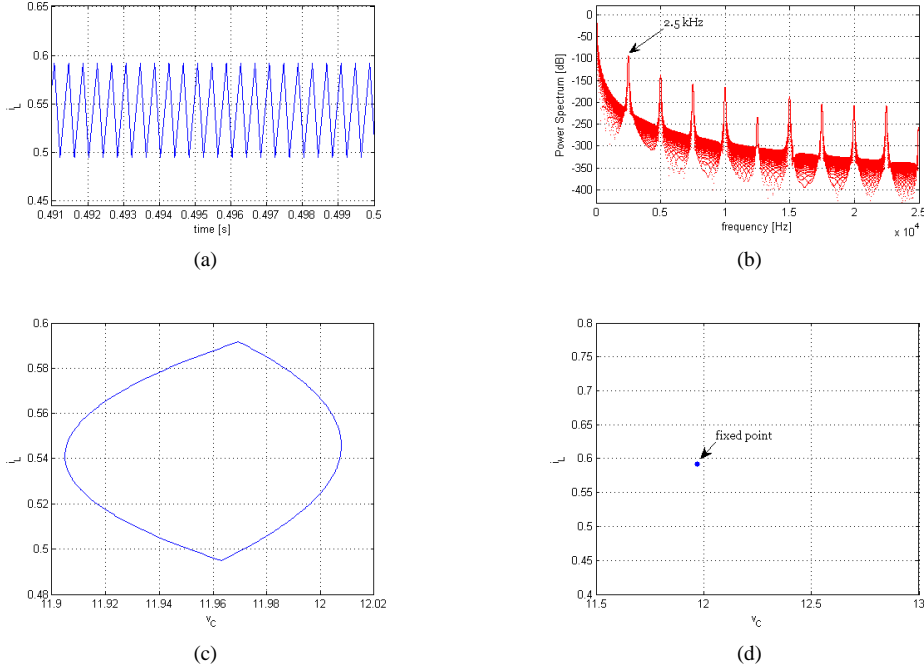 0.65
0.6
0.55
0.5
0.45
i_L
0.491 0.492 0.493 0.494 0.495 0.496 0.497 0.498 0.499 0.5
time [s]
(a)
0
-50
-100
-150
-200
-250
-300
-350
-400
Power Spectrum [dB]
2.5 kHz
0 0.5 1 1.5 2 2.5
x 10^4
frequency [Hz]
(b)
0.6
0.58
0.56
0.54
0.52
0.5
0.48
i_L
11.9 11.92 11.94 11.96 11.98 12 12.02
v_C
(c)
0.8
0.75
0.7
0.65
0.6
0.55
0.5
0.45
0.4
i_L
fixed point
11.5 12 12.5 13
v_C
(d)